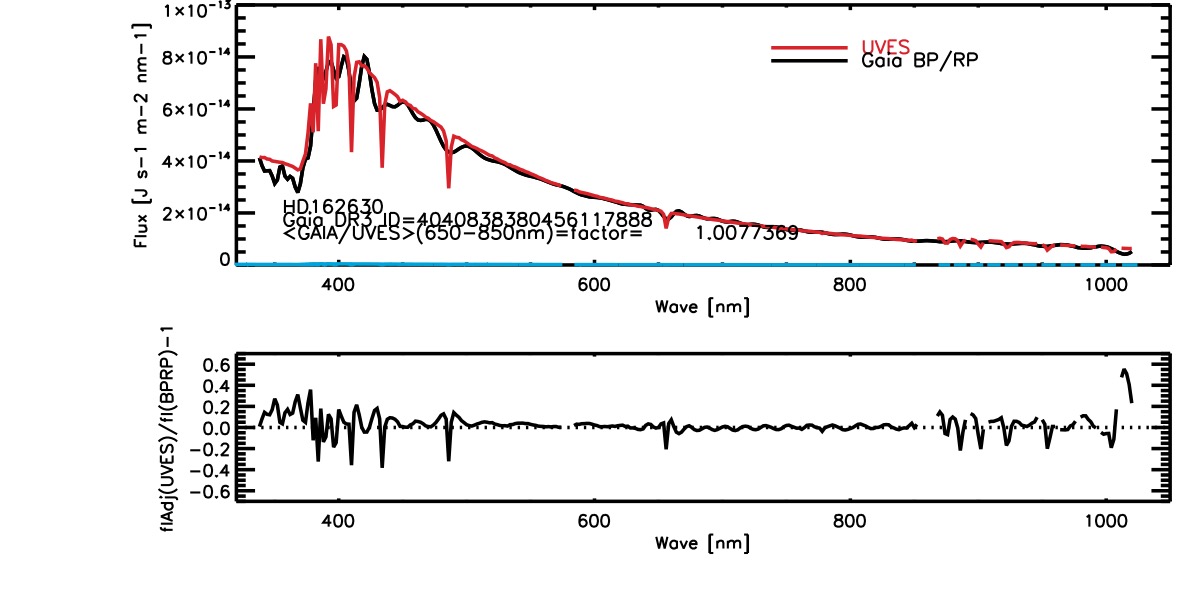 1×10-13
8×10-14
6×10-14
4×10-14
2×10-14
0
Flux [J s-1 m-2 nm-1]
UVES
Gaia BP/RP
HD162630
Gaia DR3 ID=4040838380456117888
<GAIA/UVES>(650-850nm)=factor= 1.0077369
400 600 800 1000
Wave [nm]
flAdj(UVES)/fl(BPRP)-1
0.6
0.4
0.2
0.0
-0.2
-0.4
-0.6
400 600 800 1000
Wave [nm]